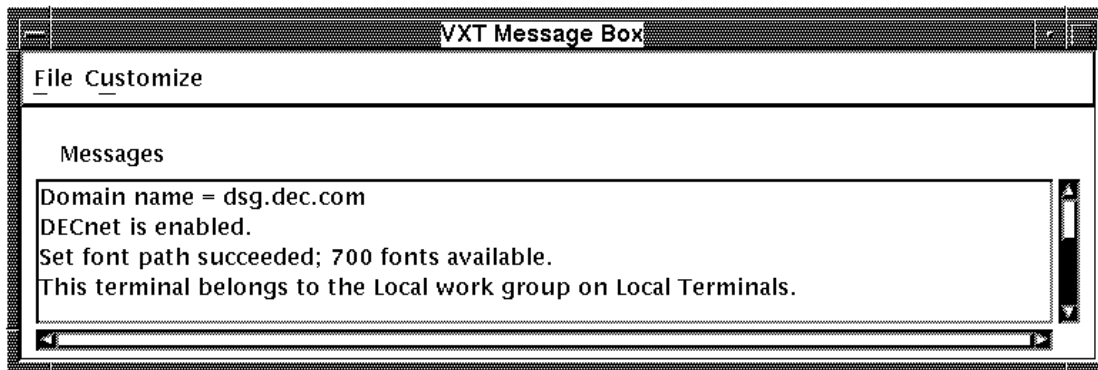 VXT Message Box
File Customize
Messages
Domain name = dsg.dec.com
DECnet is enabled.
Set font path succeeded; 700 fonts available.
This terminal belongs to the Local work group on Local Terminals.